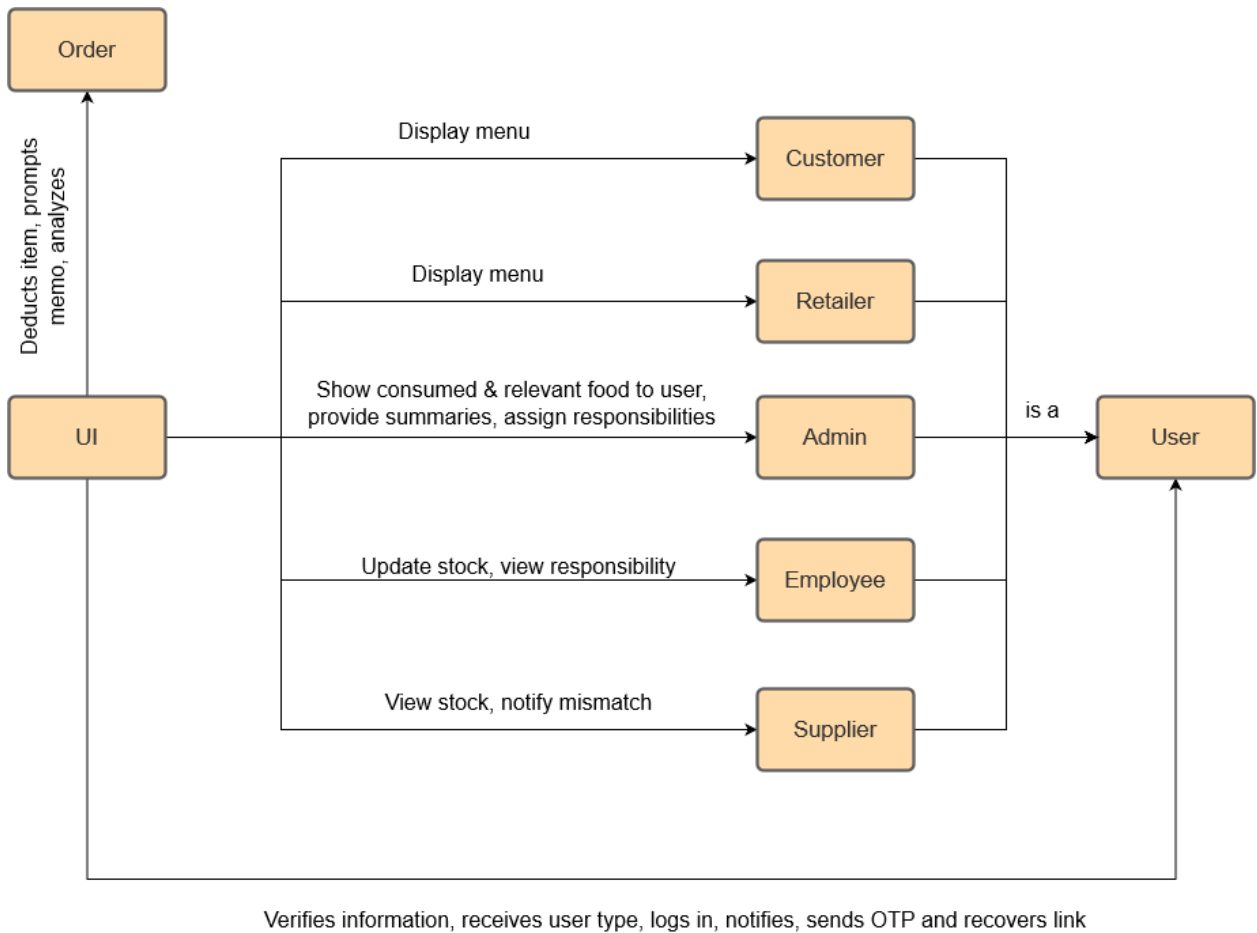 Order
Deducts item, prompts
memo, analyzes
Display menu
Customer
Display menu
Retailer
Show consumed & relevant food to user,
provide summaries, assign responsibilities
UI
Admin
is a
User
Update stock, view responsibility
Employee
View stock, notify mismatch
Supplier
Verifies information, receives user type, logs in, notifies, sends OTP and recovers link